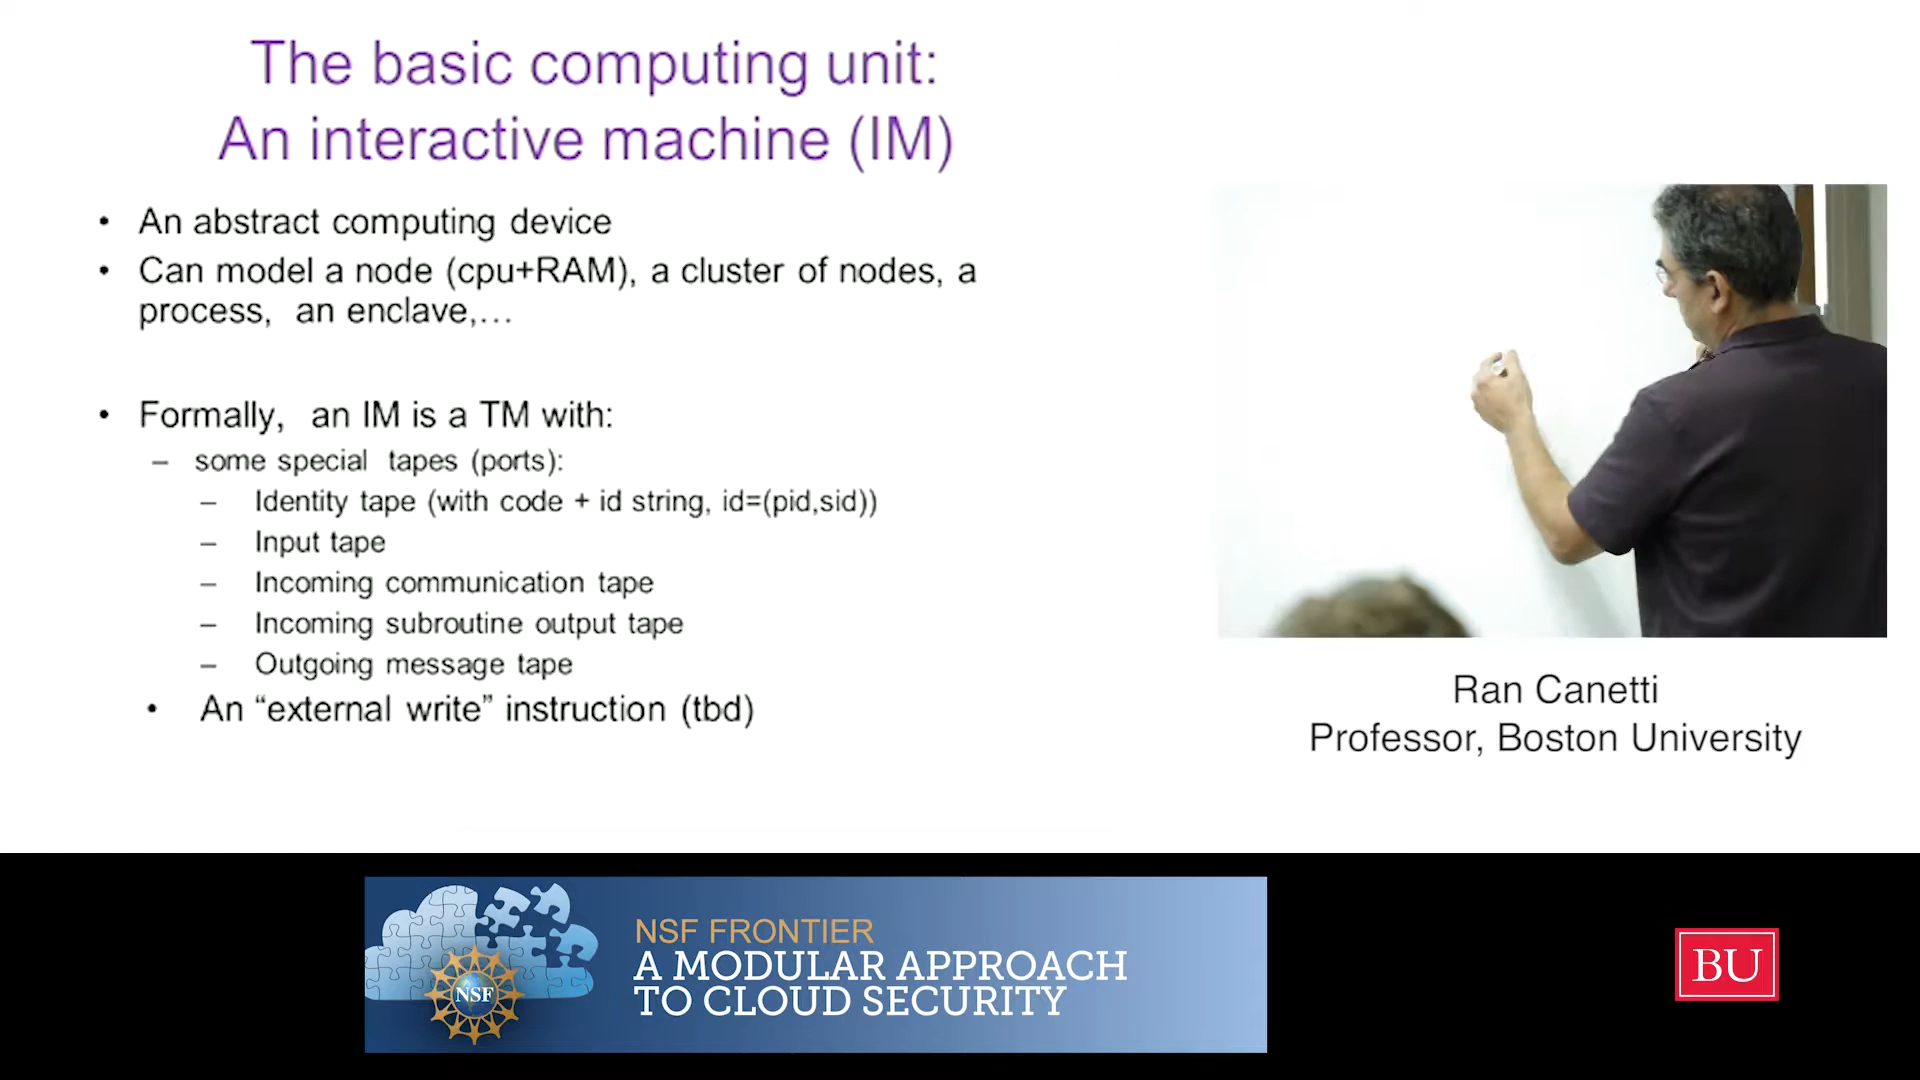 The basic computing unit:
An interactive machine (IM)
• An abstract computing device
• Can model a node (cpu+RAM), a cluster of nodes, a
process, an enclave,…
• Formally, an IM is a TM with:
– some special tapes (ports):
– Identity tape (with code + id string, id=(pid,sid))
– Input tape
– Incoming communication tape
– Incoming subroutine output tape
– Outgoing message tape
• An “external write” instruction (tbd)
Ran Canetti
Professor, Boston University
NSF
NSF FRONTIER
A MODULAR APPROACH
TO CLOUD SECURITY
BU